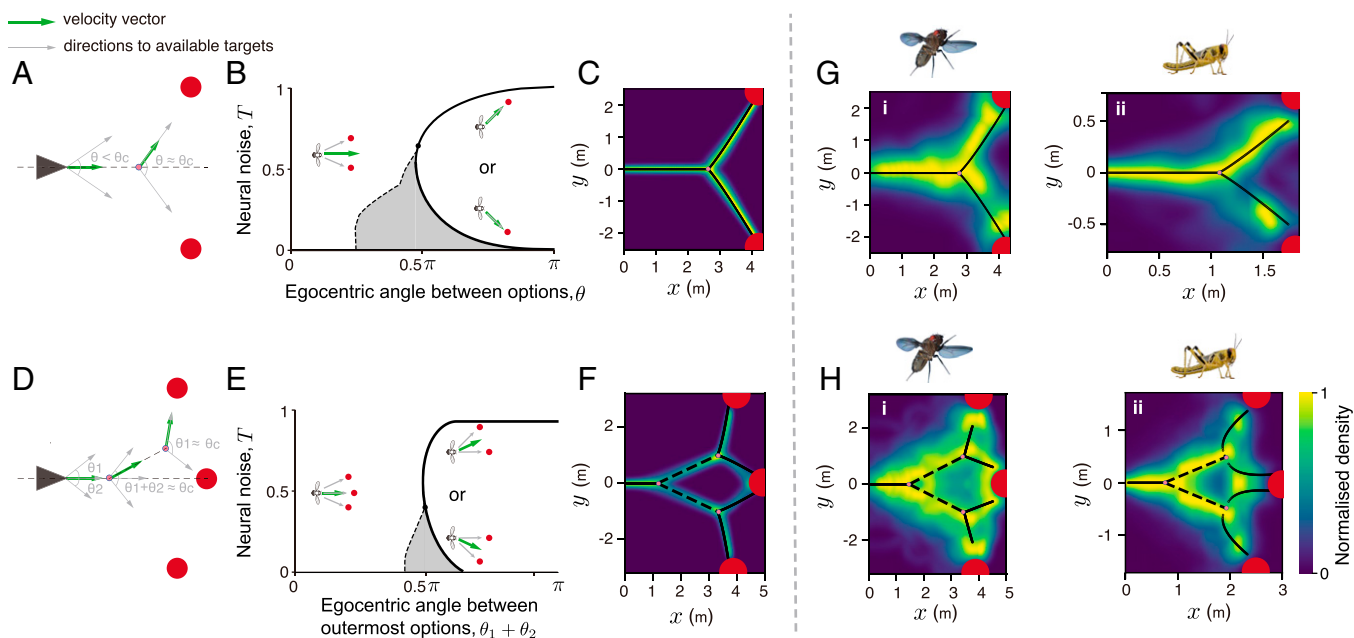 velocity vector
directions to available targets
A
θ < θc
θ ≈ θc
B
Neural noise, T
1
0.5
0
0
0.5π
π
or
Egocentric angle between options, θ
C
y (m)
2
1
0
-1
-2
0 1 2 3 4
x (m)
G
i
y (m)
2
1
0
-1
-2
0 1 2 3 4
x (m)
ii
y (m)
0.5
0
-0.5
0 0.5 1 1.5
x (m)
D
θ1
θ2
θ1+θ2 ≈ θc
θ1 ≈ θc
E
Neural noise, T
1
0.5
0
0
0.5π
π
or
Egocentric angle between
outermost options, θ1 + θ2
F
y (m)
2
0
-2
0 1 2 3 4 5
x (m)
H
i
y (m)
2
0
-2
0 1 2 3 4 5
x (m)
ii
y (m)
1
0
-1
0 1 2 3
x (m)
1
0
Normalised density